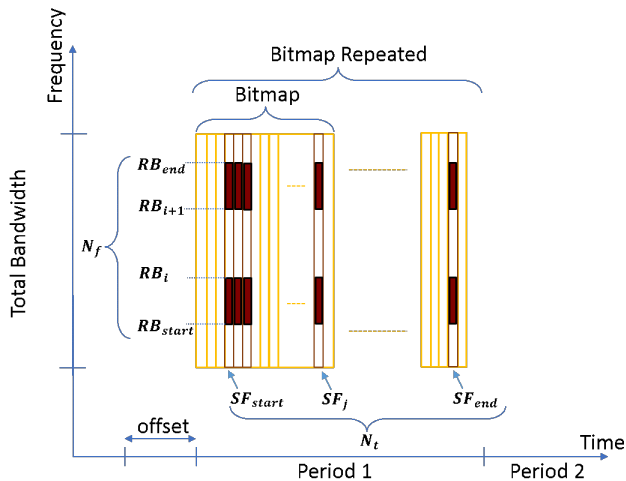 Frequency
Bitmap Repeated
Bitmap
Total Bandwidth
N_f
RB_end
RB_{i+1}
RB_i
RB_start
SF_start
SF_j
SF_end
offset
N_t
Time
Period 1
Period 2